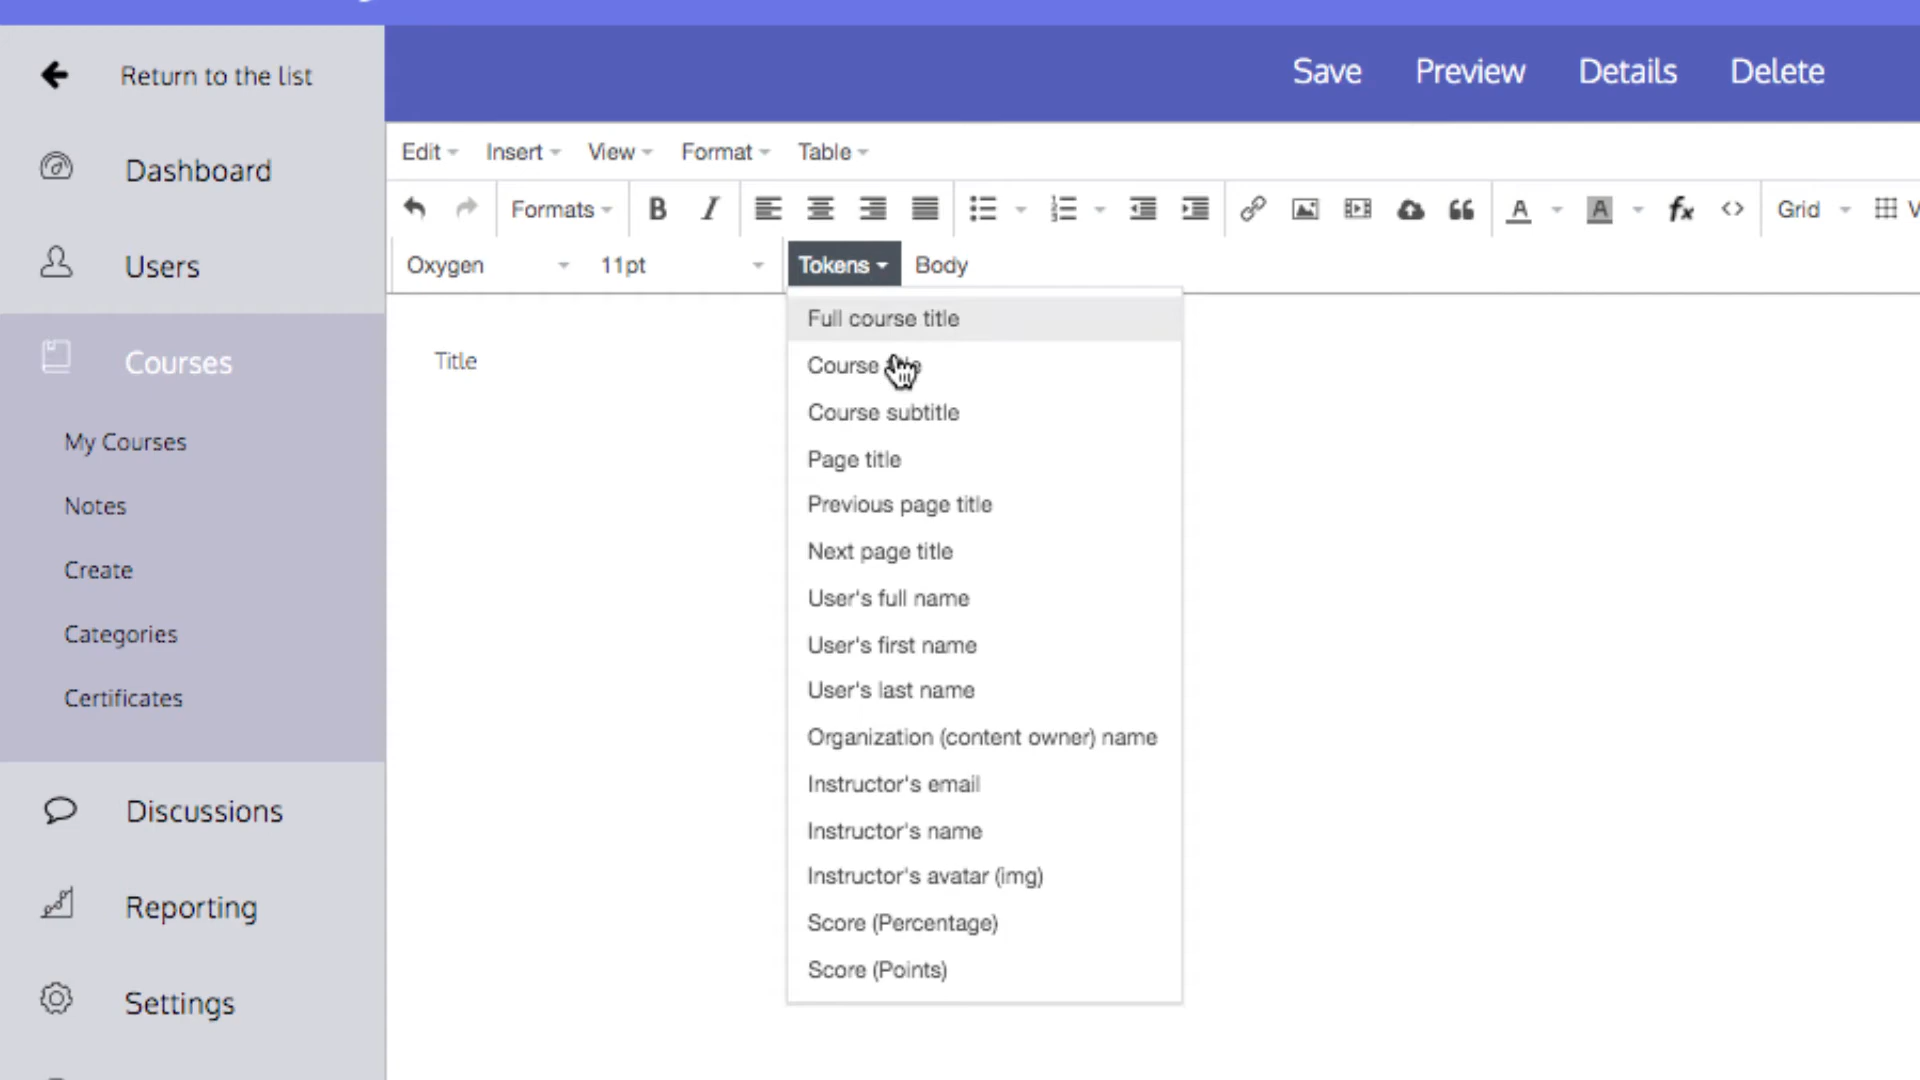 Return to the list
Save Preview Details Delete
Edit Insert View Format Table
Dashboard
Formats B I Grid
Oxygen 11pt Tokens Body
Users
Full course title
Courses
Title
Course
Course subtitle
My Courses
Page title
Notes
Previous page title
Next page title
Create
User's full name
Categories
User's first name
Certificates
User's last name
Organization (content owner) name
Instructor's email
Discussions
Instructor's name
Instructor's avatar (img)
Reporting
Score (Percentage)
Score (Points)
Settings